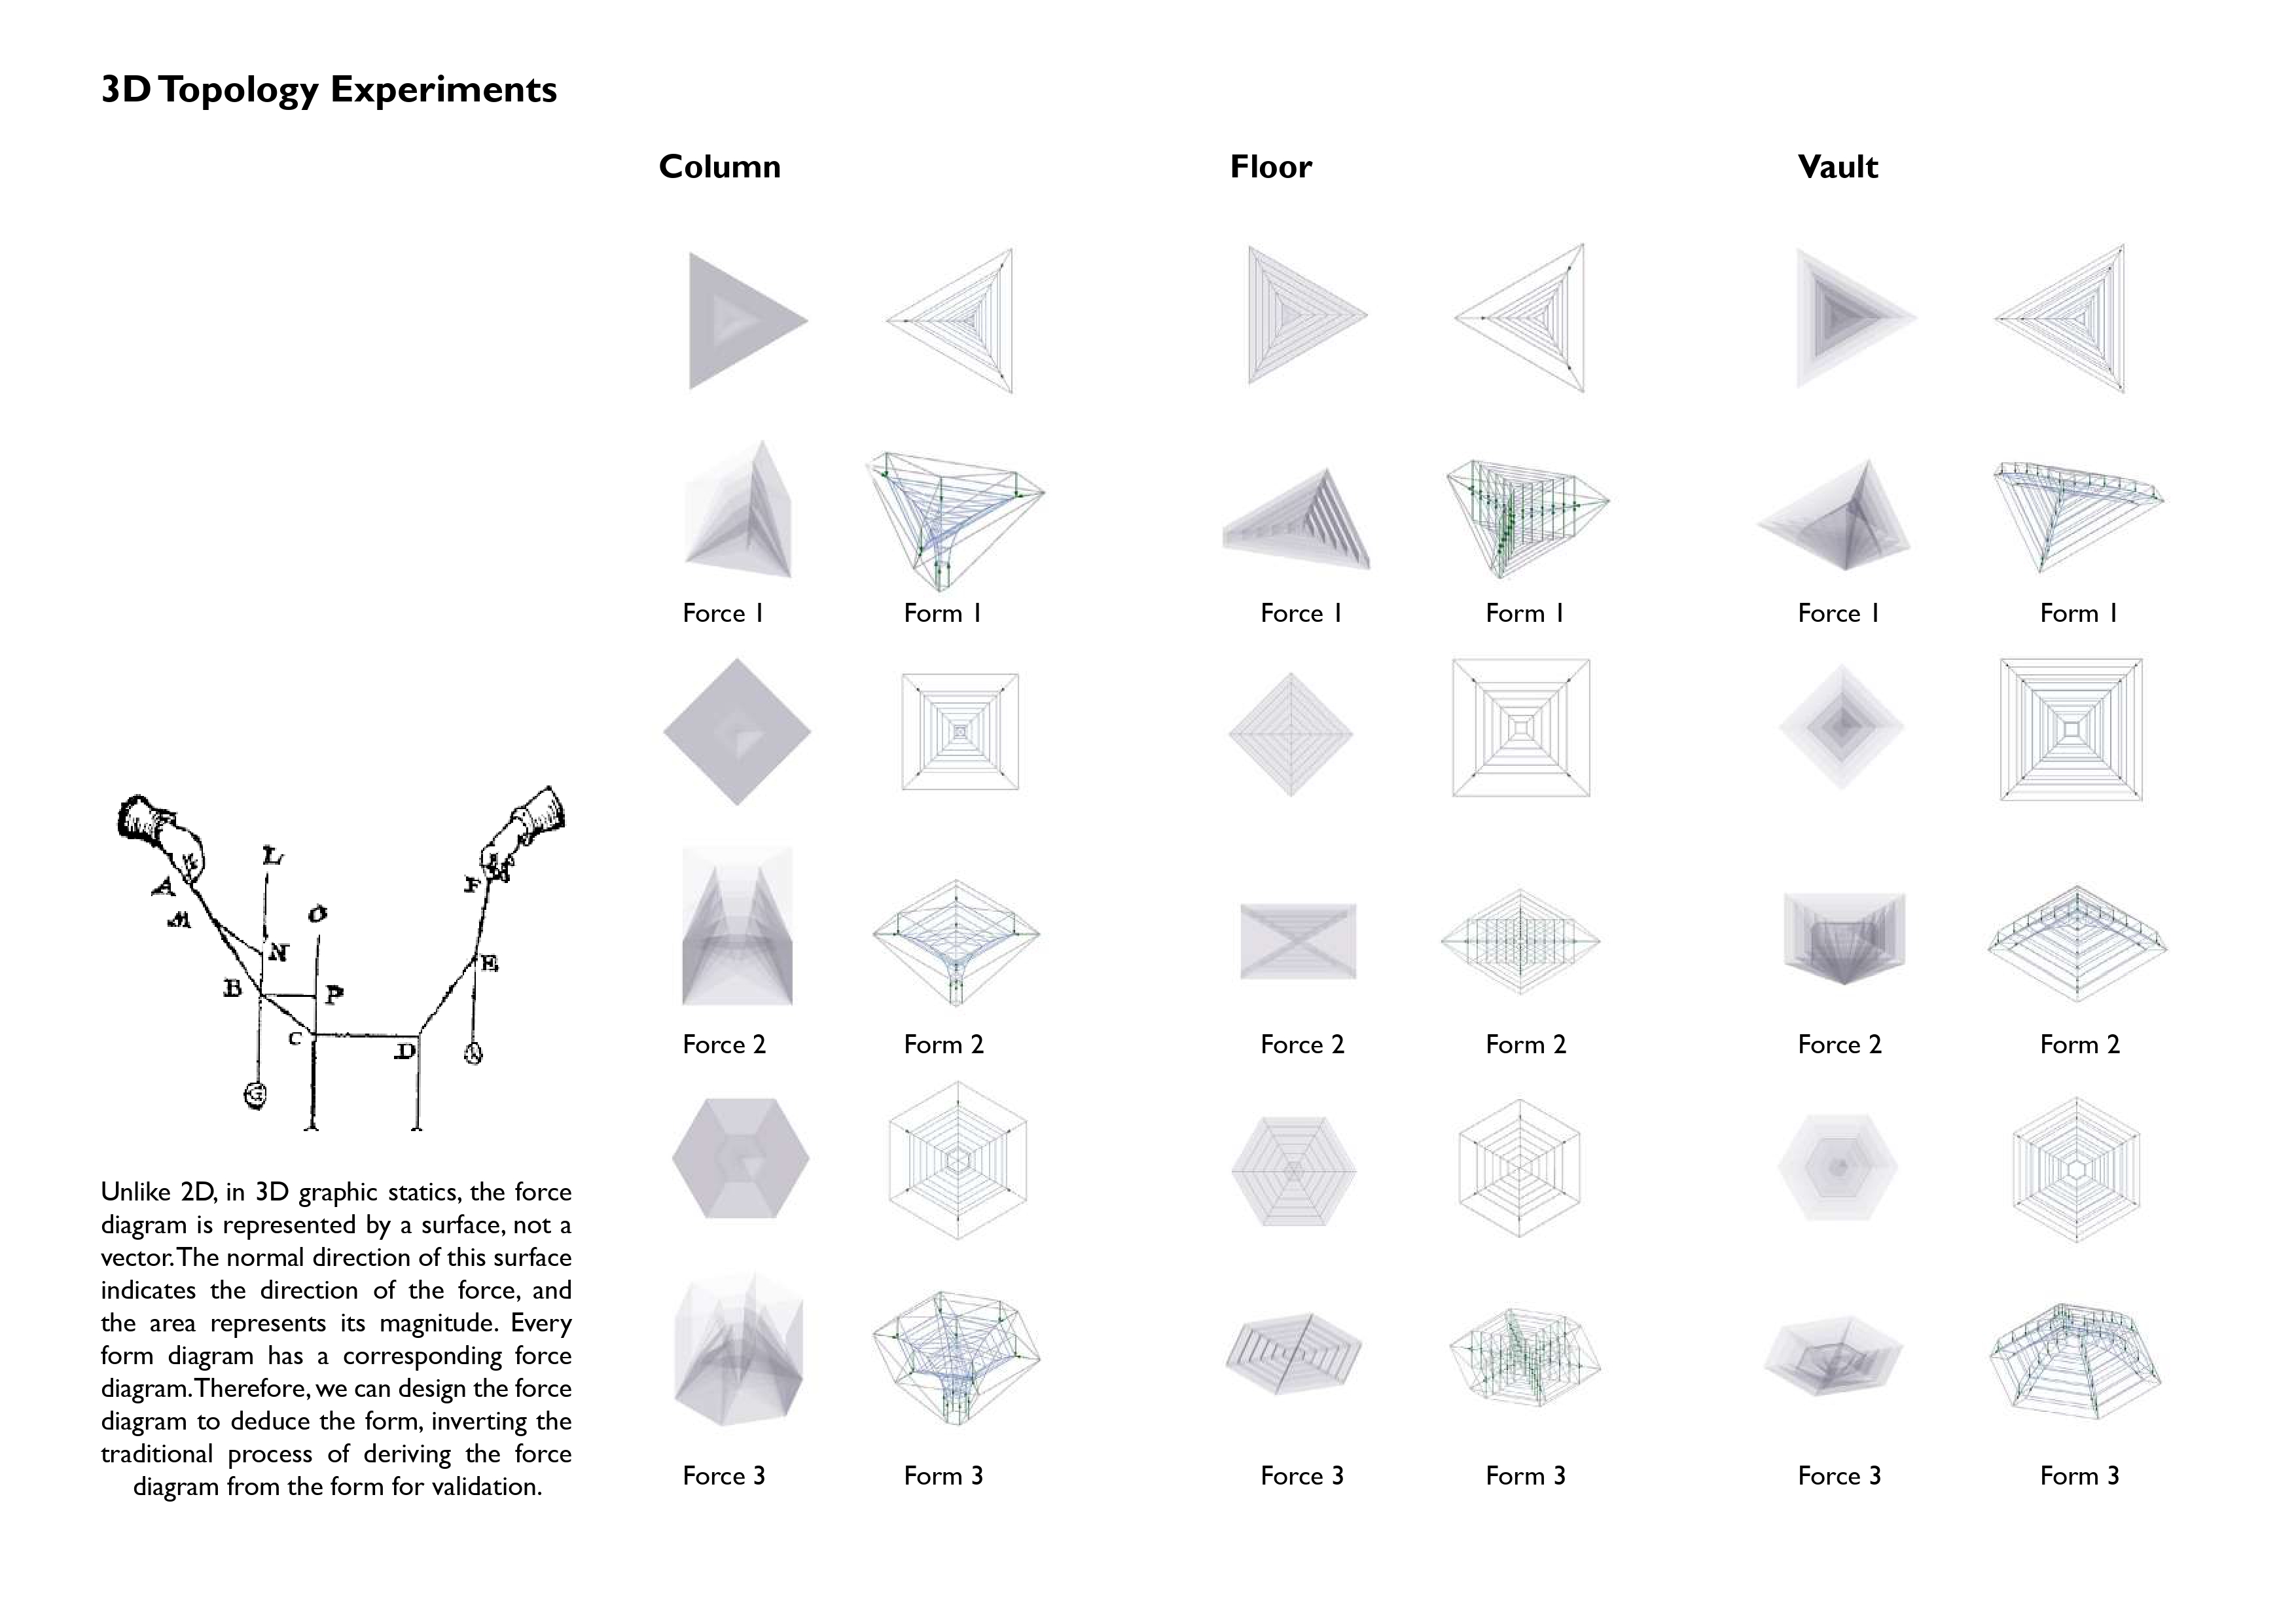 3D Topology Experiments
Column
Floor
Vault
Force 1
Form 1
Force 1
Form 1
Force 1
Form 1
Force 2
Form 2
Force 2
Form 2
Force 2
Form 2
Force 3
Form 3
Force 3
Form 3
Force 3
Form 3
L
A
F
M
O
N
E
B
P
C
D
G
Unlike 2D, in 3D graphic statics, the force
diagram is represented by a surface, not a
vector. The normal direction of this surface
indicates the direction of the force, and
the area represents its magnitude. Every
form diagram has a corresponding force
diagram. Therefore, we can design the force
diagram to deduce the form, inverting the
traditional process of deriving the force
diagram from the form for validation.